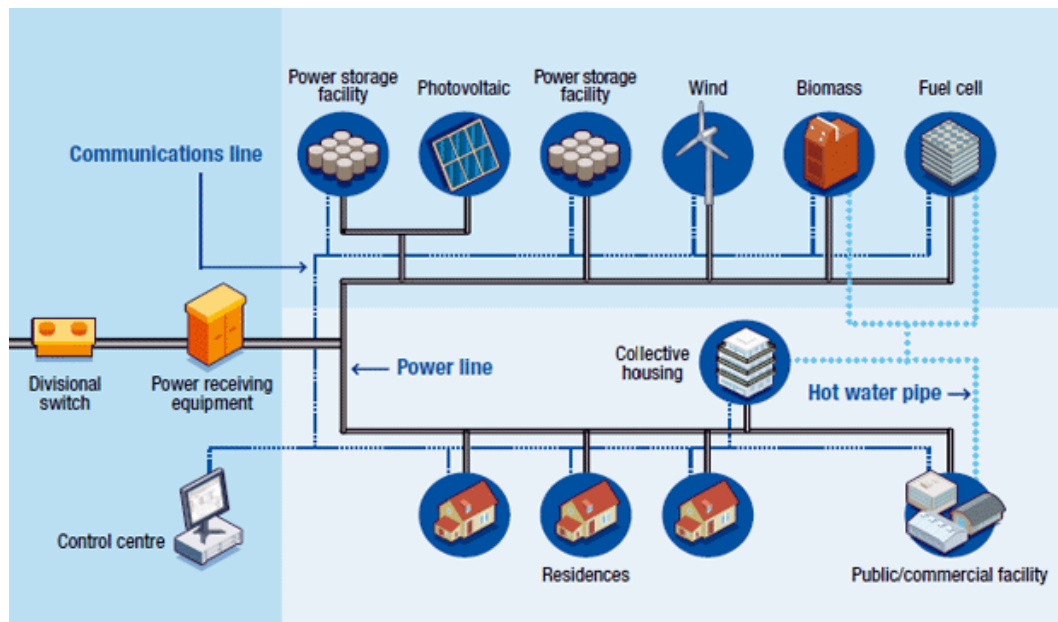 Power storage
facility
Photovoltaic
Power storage
facility
Wind
Biomass
Fuel cell
Communications line
Divisional
switch
Power receiving
equipment
Power line
Collective
housing
Hot water pipe
Control centre
Residences
Public/commercial facility